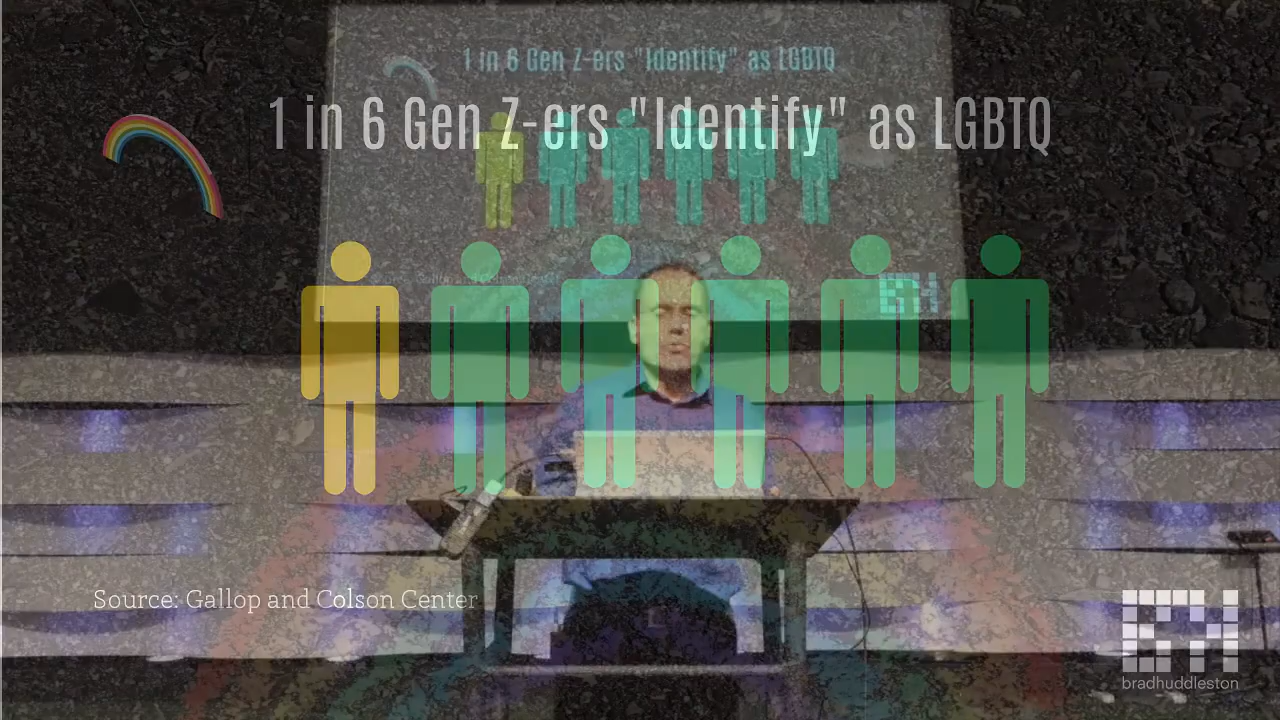 1 in 6 Gen Z-ers "Identify" as LGBTQ
1 in 6 Gen Z-ers "Identify" as LGBTQ
Source: Gallop and Colson Center
BH
bradhuddleston